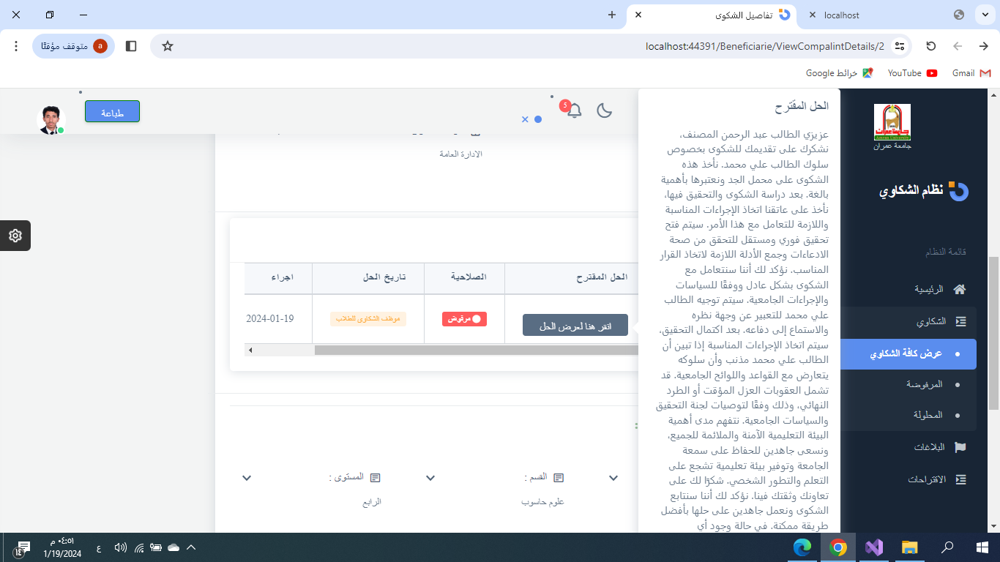 localhost
تفاصيل الشكوى
localhost:44391/Beneficiarie/ViewCompalintDetails/2
متوقف مؤقتًا
a
Gmail
YouTube
خرائط Google
جامعة عمران
Amran University
جامعة عمران
نظام الشكاوي
قائمة النظام
الرئيسية
الشكاوي
عرض كافة الشكاوي
المرفوضة
المحلولة
البلاغات
الاقتراحات
5
طباعة
الحل المقترح
عزيزي الطالب عبد الرحمن المصنف،
نشكرك على تقديمك للشكوى بخصوص
سلوك الطالب علي محمد. نأخذ هذه
الشكوى على محمل الجد ونعتبرها بأهمية
بالغة. بعد دراسة الشكوى والتحقيق فيها،
نأخذ على عاتقنا اتخاذ الإجراءات المناسبة
واللازمة للتعامل مع هذا الأمر. سيتم فتح
تحقيق فوري ومستقل للتحقق من صحة
الادعاءات وجمع الأدلة اللازمة لاتخاذ القرار
المناسب. نؤكد لك أننا سنتعامل مع
الشكوى بشكل عادل ووفقًا للسياسات
والإجراءات الجامعية. سيتم توجيه الطالب
علي محمد للتعبير عن وجهة نظره
والاستماع إلى دفاعه. بعد اكتمال التحقيق،
سيتم اتخاذ الإجراءات المناسبة إذا تبين أن
الطالب علي محمد مذنب وأن سلوكه
يتعارض مع القواعد واللوائح الجامعية. قد
تشمل العقوبات العزل المؤقت أو الطرد
النهائي، وذلك وفقًا لتوصيات لجنة التحقيق
والسياسات الجامعية. نتفهم مدى أهمية
البيئة التعليمية الآمنة والملائمة للجميع،
ونسعى جاهدين للحفاظ على سمعة
الجامعة وتوفير بيئة تعليمية تشجع على
التعلم والتطور الشخصي. شكرًا لك على
تعاونك وثقتك فينا. نؤكد لك أننا سنتابع
الشكوى ونعمل جاهدين على حلها بأفضل
طريقة ممكنة. في حالة وجود أي
الادارة العامة
الحل المقترح
الصلاحية
تاريخ الحل
اجراء
انقر هنا لعرض الحل
مرفوض
موظف الشكاوى للطلاب
2024-01-19
:
القسم :
المستوى :
علوم حاسوب
الرابع
ع
٠٤:٥١ م
1/19/2024
١٤